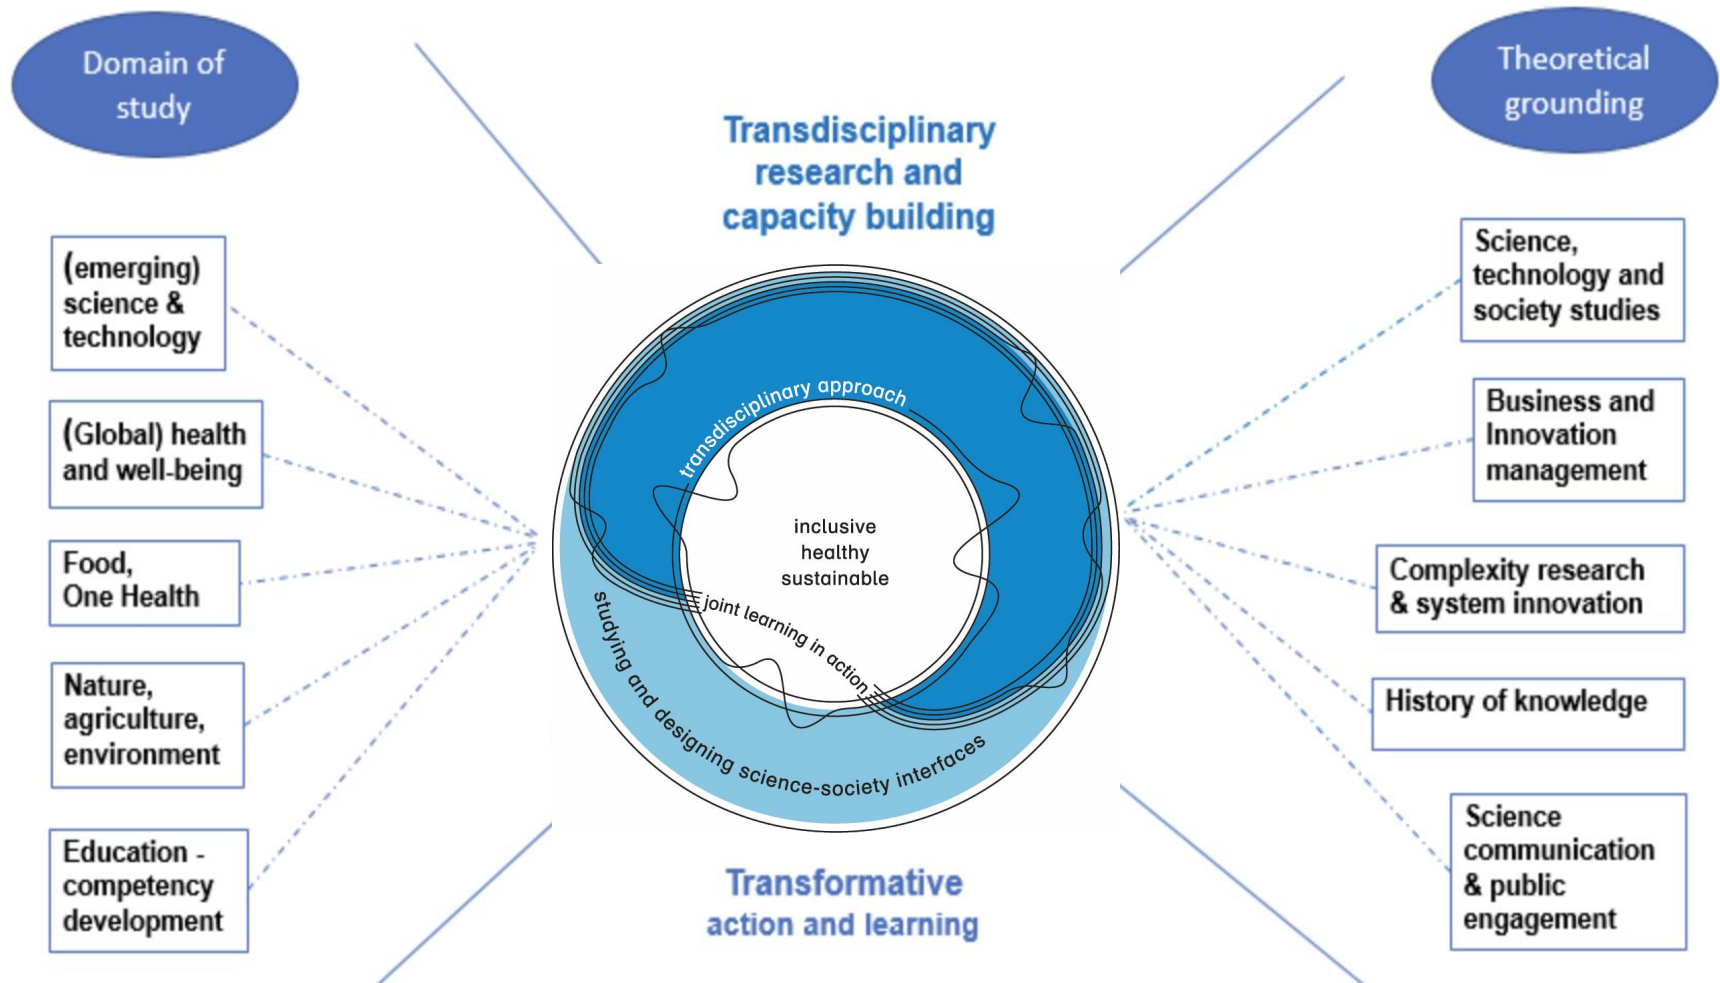 Domain of
study
(emerging)
science &
technology
(Global) health
and well-being
Food,
One Health
Nature,
agriculture,
environment
Education -
competency
development
Transdisciplinary
research and
capacity building
transdisciplinary approach
inclusive
healthy
sustainable
joint learning in action
studying and designing science-society interfaces
Transformative
action and learning
Theoretical
grounding
Science,
technology and
society studies
Business and
Innovation
management
Complexity research
& system innovation
History of knowledge
Science
communication
& public
engagement